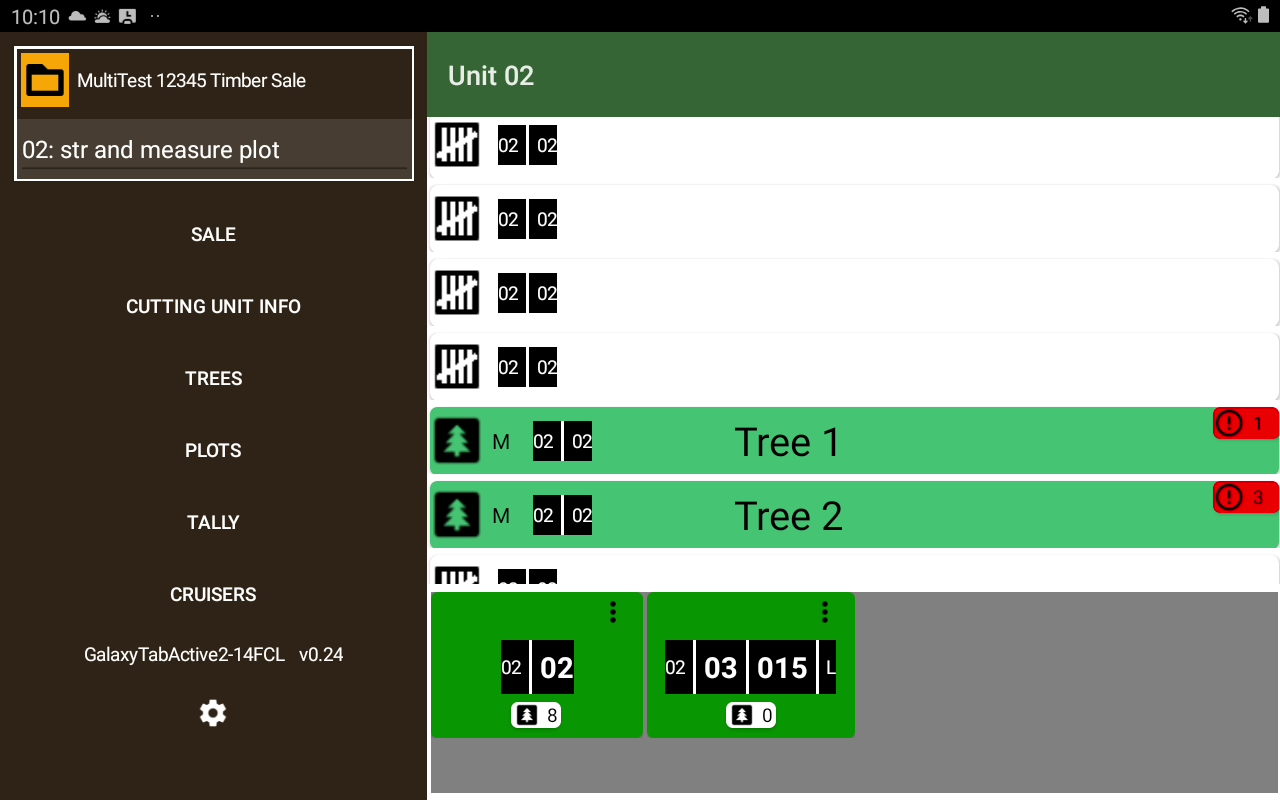 10:10
MultiTest 12345 Timber Sale
02: str and measure plot
SALE
CUTTING UNIT INFO
TREES
PLOTS
TALLY
CRUISERS
GalaxyTabActive2-14FCL v0.24
Unit 02
02 02
02 02
02 02
02 02
M 02 02 Tree 1 1
M 02 02 Tree 2 3
02 02
02 02
8
02 03 015 L
0